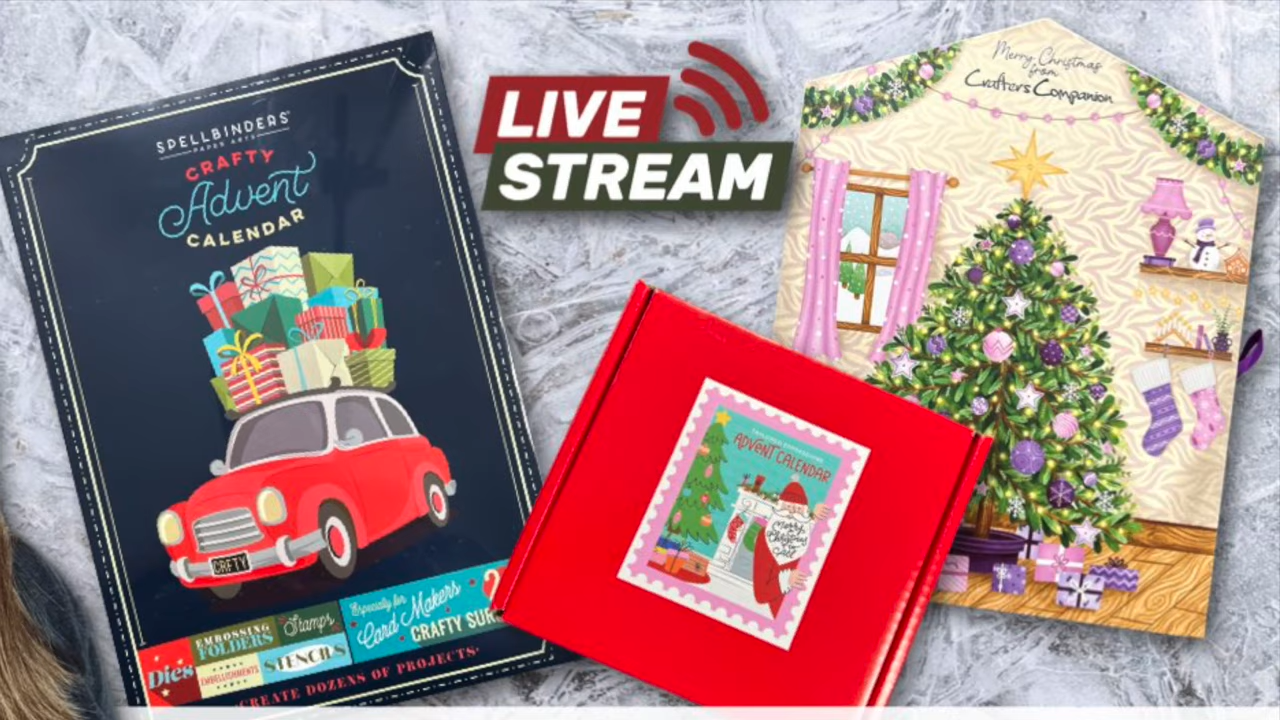 SPELLBINDERS®
PAPER ARTS
CRAFTY
Advent
CALENDAR
CRFTY
Dies
EMBOSSING FOLDERS
Stamps
EMBELLISHMENTS
STENCILS
Especially for
Card Makers
CRAFTY
CREATE DOZENS OF PROJECTS
LIVE
STREAM
ADVENT CALENDAR
Merry
Christmas
Merry Christmas
from
Crafters Companion